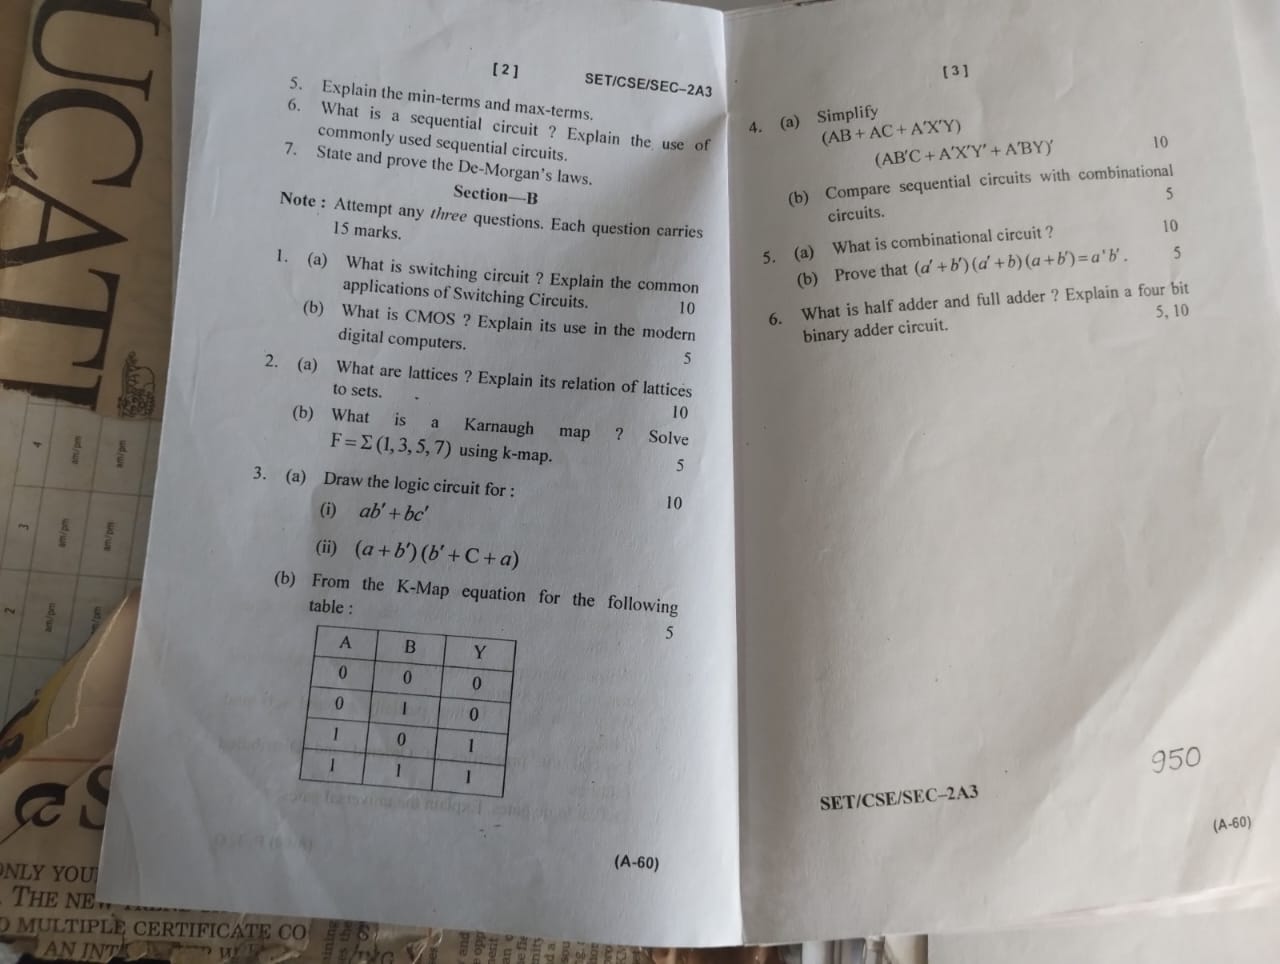 UCATI
4
3
2
am/pm
am/pm
am/pm
am/pm
am/pm
ONLY YOU
THE NEW
MULTIPLE CERTIFICATE CO
AN INT
[ 2 ]
SET/CSE/SEC–2A3
5. Explain the min-terms and max-terms.
6. What is a sequential circuit ? Explain the use of
commonly used sequential circuits.
7. State and prove the De-Morgan's laws.
Section—B
Note : Attempt any three questions. Each question carries
15 marks.
1. (a) What is switching circuit ? Explain the common
applications of Switching Circuits. 10
(b) What is CMOS ? Explain its use in the modern
digital computers. 5
2. (a) What are lattices ? Explain its relation of lattices
to sets. 10
(b) What is a Karnaugh map ? Solve
F = Σ (1, 3, 5, 7) using k-map. 5
3. (a) Draw the logic circuit for : 10
(i) ab′ + bc′
(ii) (a + b′) (b′ + C + a)
(b) From the K-Map equation for the following
table : 5
A B Y
0 0 0
0 1 0
1 0 1
1 1 1
(A-60)
[ 3 ]
4. (a) Simplify
(AB + AC + A′X′Y)
(AB′C + A′X′Y′ + A′BY)′ 10
(b) Compare sequential circuits with combinational
circuits. 5
5. (a) What is combinational circuit ? 10
(b) Prove that (a′ + b′) (a′ + b) (a + b′) = a′ b′ . 5
6. What is half adder and full adder ? Explain a four bit
binary adder circuit. 5, 10
950
SET/CSE/SEC–2A3
(A-60)